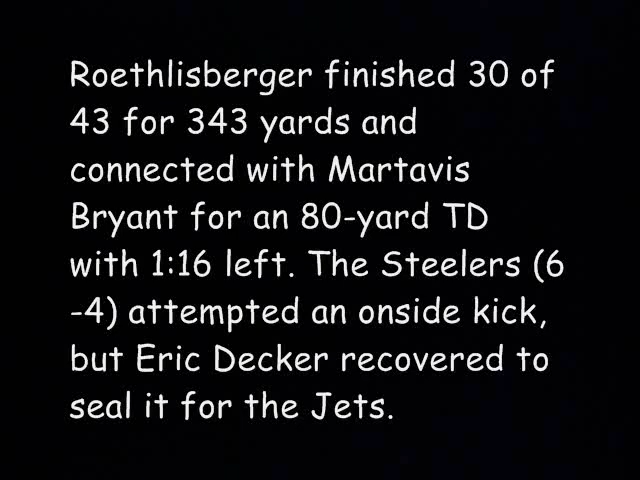 Roethlisberger finished 30 of
43 for 343 yards and
connected with Martavis
Bryant for an 80-yard TD
with 1:16 left. The Steelers (6
-4) attempted an onside kick,
but Eric Decker recovered to
seal it for the Jets.